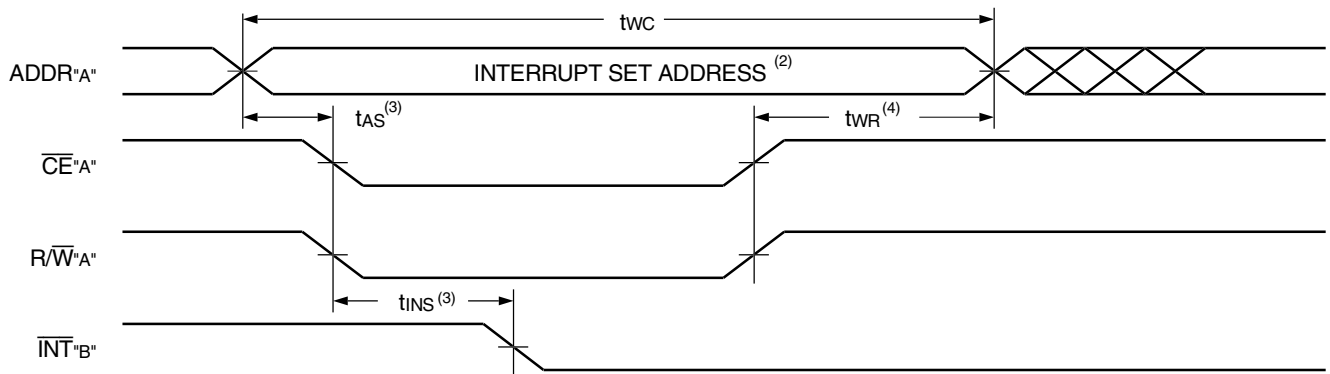 tWC
ADDR"A"
INTERRUPT SET ADDRESS (2)
tAS(3)
tWR(4)
CE"A"
R/W"A"
tINS(3)
INT"B"